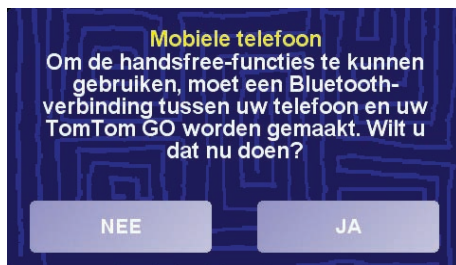 Mobiele telefoon
Om de handsfree-functies te kunnen
gebruiken, moet een Bluetooth-
verbinding tussen uw telefoon en uw
TomTom GO worden gemaakt. Wilt u
dat nu doen?
NEE JA